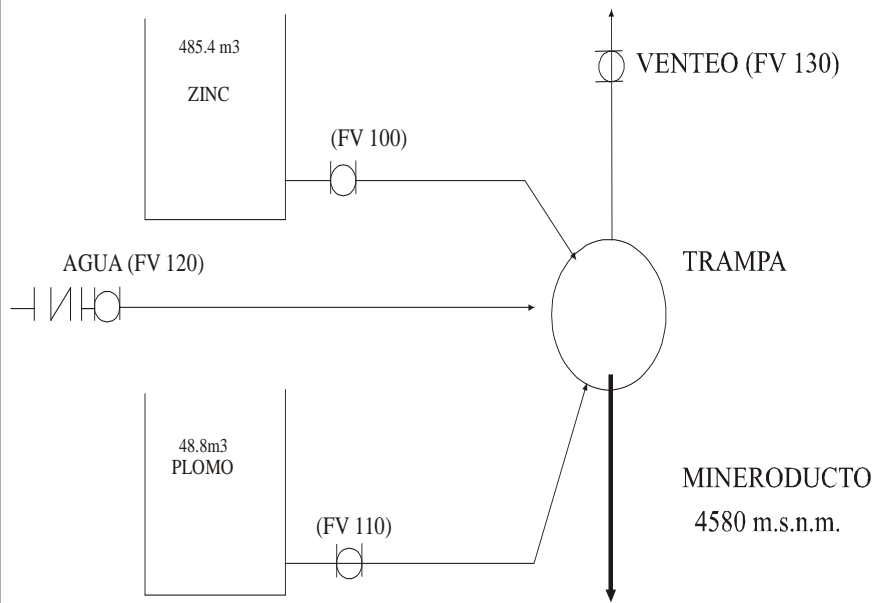 485.4 m3
ZINC
VENTEO (FV 130)
(FV 100)
AGUA (FV 120)
TRAMPA
48.8m3
PLOMO
(FV 110)
MINERODUCTO
4580 m.s.n.m.